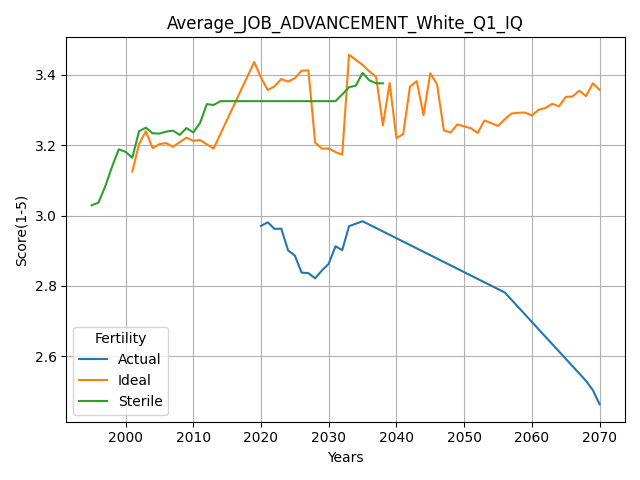 Average_JOB_ADVANCEMENT_White_Q1_IQ
Score(1-5)
3.4
3.2
3.0
2.8
2.6
Fertility
Actual
Ideal
Sterile
2000 2010 2020 2030 2040 2050 2060 2070
Years